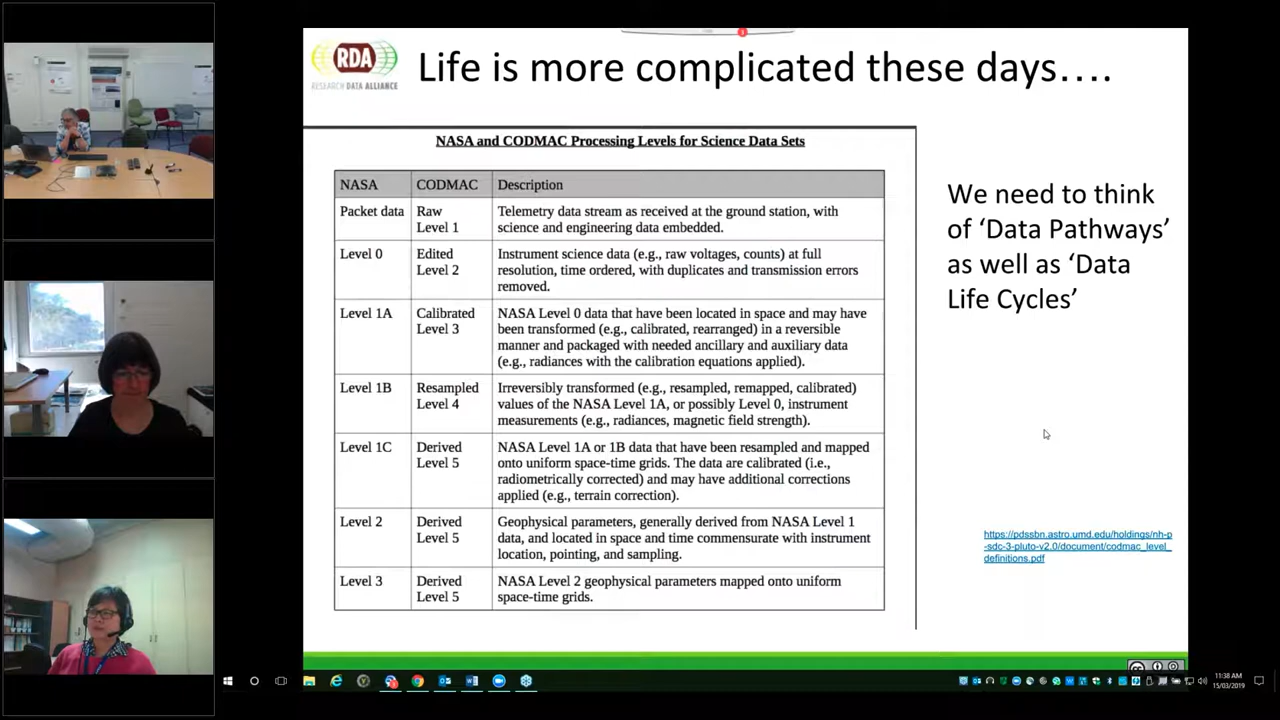 RDA
RESEARCH DATA ALLIANCE
Life is more complicated these days….
NASA and CODMAC Processing Levels for Science Data Sets
NASA CODMAC Description
Packet data Raw Level 1 Telemetry data stream as received at the ground station, with
science and engineering data embedded.
Level 0 Edited Level 2 Instrument science data (e.g., raw voltages, counts) at full
resolution, time ordered, with duplicates and transmission errors
removed.
Level 1A Calibrated Level 3 NASA Level 0 data that have been located in space and may have
been transformed (e.g., calibrated, rearranged) in a reversible
manner and packaged with needed ancillary and auxiliary data
(e.g., radiances with the calibration equations applied).
Level 1B Resampled Level 4 Irreversibly transformed (e.g., resampled, remapped, calibrated)
values of the NASA Level 1A, or possibly Level 0, instrument
measurements (e.g., radiances, magnetic field strength).
Level 1C Derived Level 5 NASA Level 1A or 1B data that have been resampled and mapped
onto uniform space-time grids. The data are calibrated (i.e.,
radiometrically corrected) and may have additional corrections
applied (e.g., terrain correction).
Level 2 Derived Level 5 Geophysical parameters, generally derived from NASA Level 1
data, and located in space and time commensurate with instrument
location, pointing, and sampling.
Level 3 Derived Level 5 NASA Level 2 geophysical parameters mapped onto uniform
space-time grids.
We need to think
of ‘Data Pathways’
as well as ‘Data
Life Cycles’
https://pdssbn.astro.umd.edu/holdings/nh-p
-sdc-3-pluto-v2.0/document/codmac_level_
definitions.pdf
11:38 AM
15/03/2019